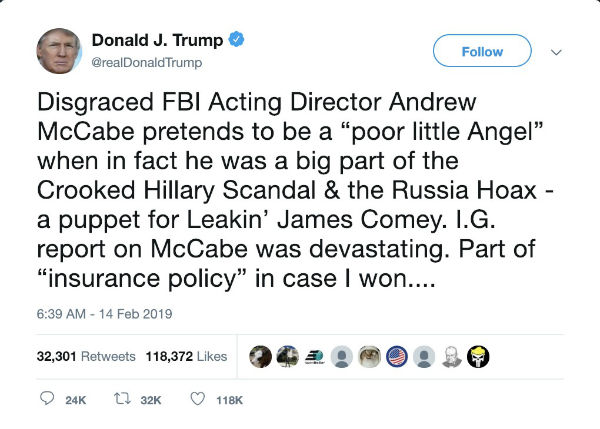 Donald J. Trump
@realDonaldTrump
Follow
Disgraced FBI Acting Director Andrew
McCabe pretends to be a “poor little Angel”
when in fact he was a big part of the
Crooked Hillary Scandal & the Russia Hoax -
a puppet for Leakin’ James Comey. I.G.
report on McCabe was devastating. Part of
“insurance policy” in case I won....
6:39 AM - 14 Feb 2019
32,301 Retweets 118,372 Likes
24K 32K 118K